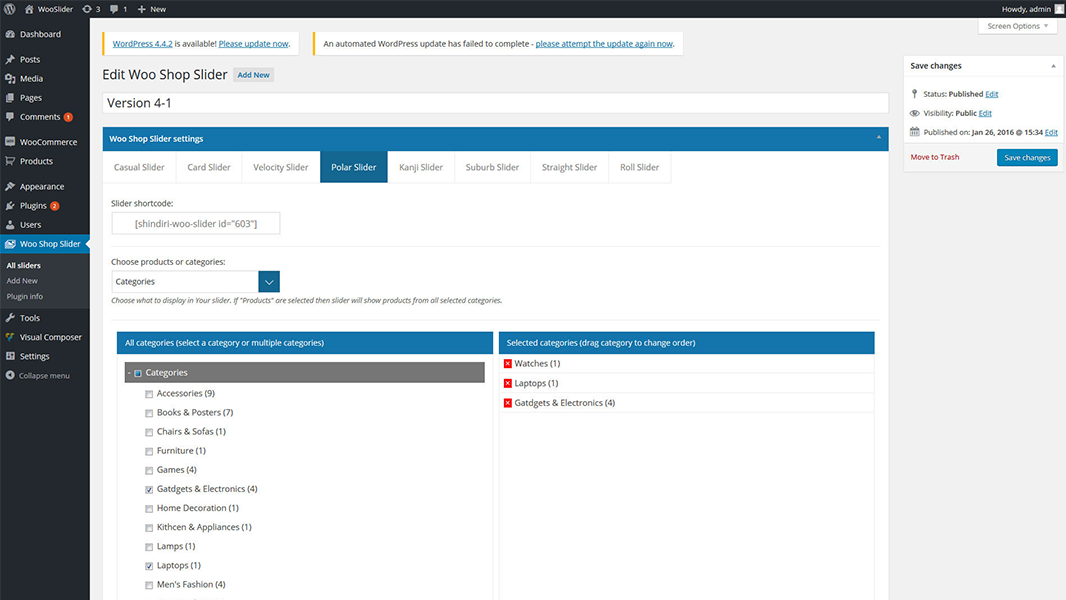 WooSlider 3 1 New
Howdy, admin
Screen Options
Dashboard
Posts
Media
Pages
Comments 1
WooCommerce
Products
Appearance
Plugins 2
Users
Woo Shop Slider
All sliders
Add New
Plugin info
Tools
Visual Composer
Settings
Collapse menu
WordPress 4.4.2 is available! Please update now.
An automated WordPress update has failed to complete - please attempt the update again now.
Edit Woo Shop Slider Add New
Version 4-1
Woo Shop Slider settings
Casual Slider Card Slider Velocity Slider Polar Slider Kanji Slider Suburb Slider Straight Slider Roll Slider
Slider shortcode:
[shindiri-woo-slider id="603"]
Choose products or categories:
Categories
Choose what to display in Your slider. If "Products" are selected then slider will show products from all selected categories.
All categories (select a category or multiple categories)
- Categories
Accessories (9)
Books & Posters (7)
Chairs & Sofas (1)
Furniture (1)
Games (4)
Gatdgets & Electronics (4)
Home Decoration (1)
Kithcen & Appliances (1)
Lamps (1)
Laptops (1)
Men's Fashion (4)
Selected categories (drag category to change order)
Watches (1)
Laptops (1)
Gatdgets & Electronics (4)
Save changes
Status: Published Edit
Visibility: Public Edit
Published on: Jan 26, 2016 @ 15:34 Edit
Move to Trash
Save changes